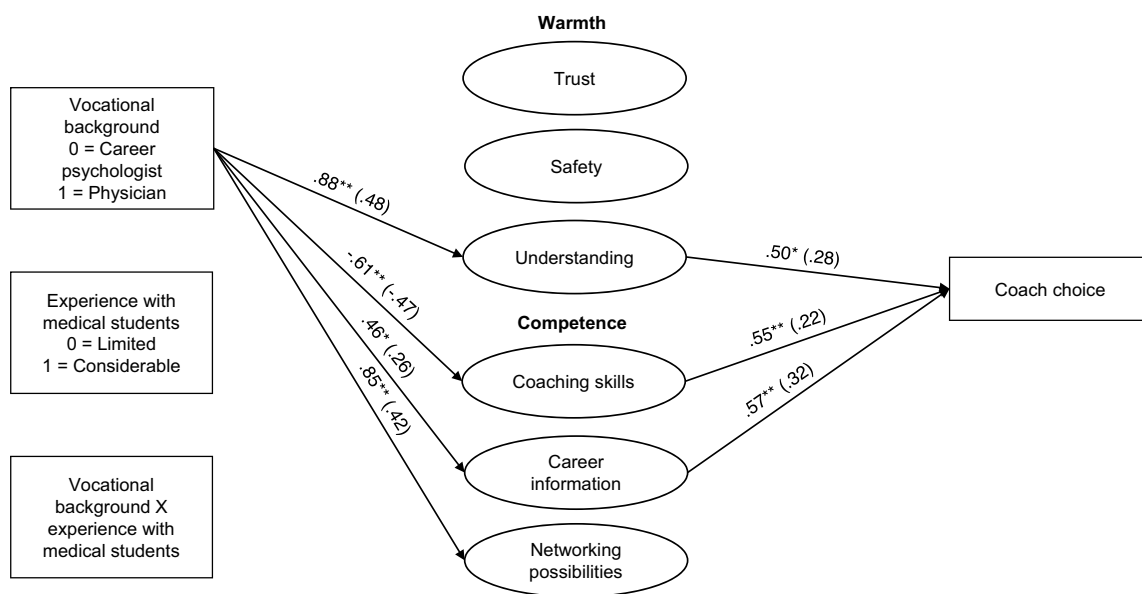 Warmth
Trust
Vocational
background
0 = Career
psychologist
1 = Physician
Safety
.88** (.48)
Understanding
.50* (.28)
-.61** (-.47)
Experience with
medical students
0 = Limited
1 = Considerable
Coach choice
Competence
.46* (.26)
.55** (.22)
Coaching skills
.85** (.42)
.57** (.32)
Career
information
Vocational
background X
experience with
medical students
Networking
possibilities